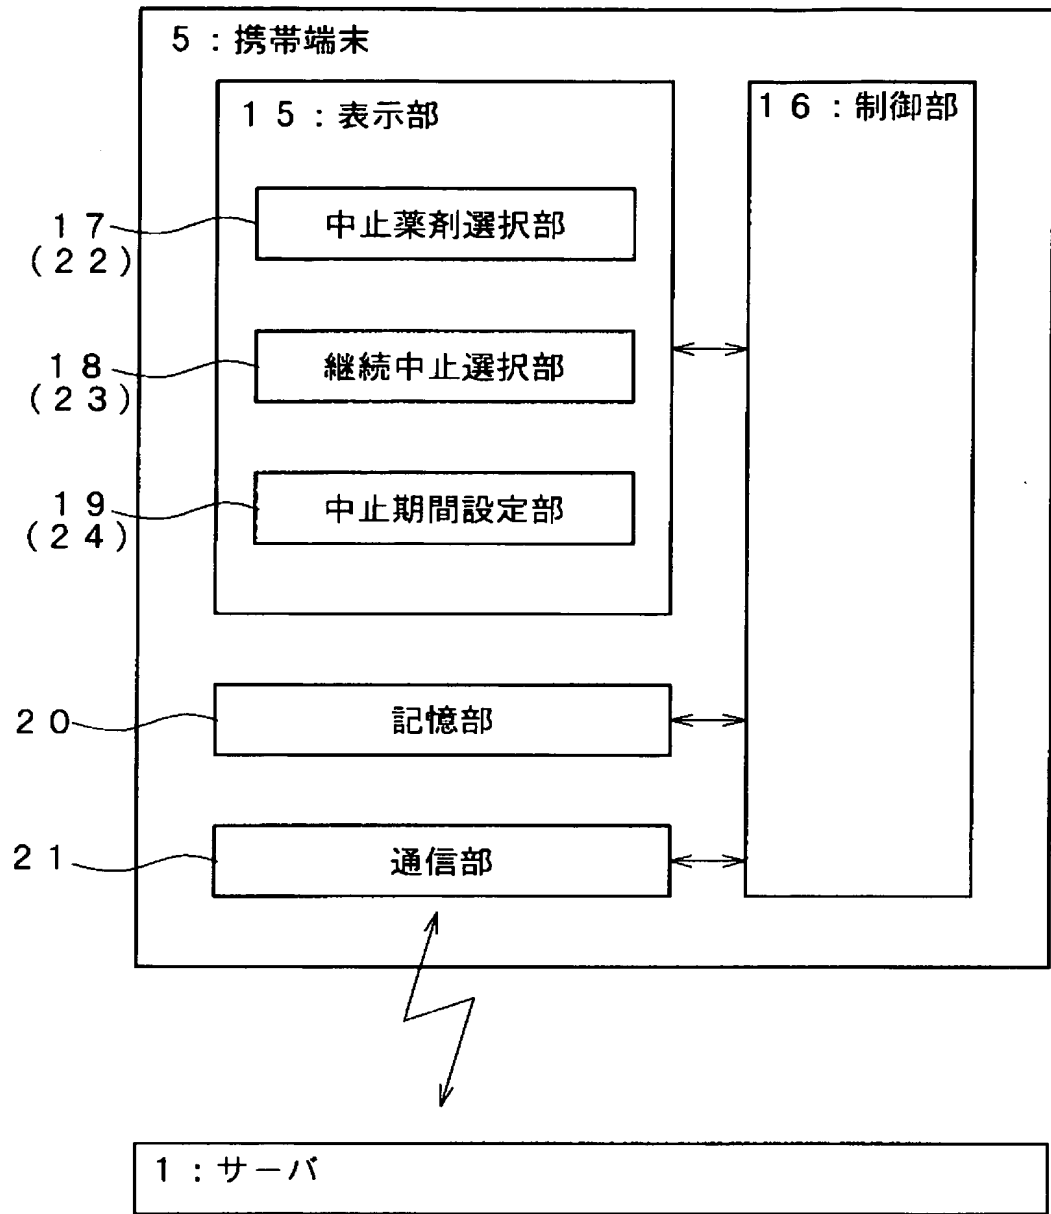 ５：携帯端末
１５：表示部
１６：制御部
１７
（２２）
中止薬剤選択部
１８
（２３）
継続中止選択部
１９
（２４）
中止期間設定部
２０
記憶部
２１
通信部
１：サーバ